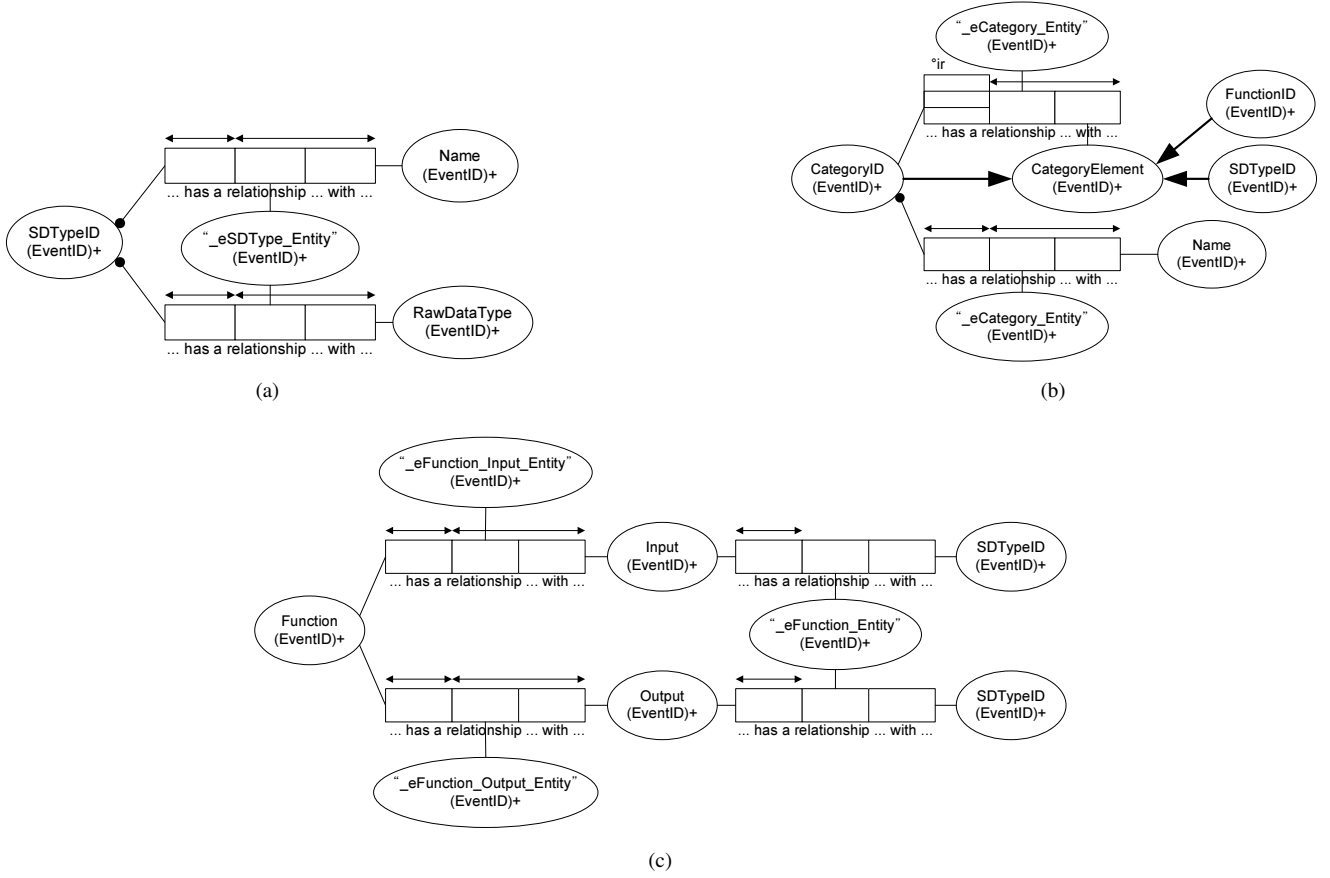 Name
(EventID)+
... has a relationship ... with ...
SDTypeID
(EventID)+
“_eSDType_Entity”
(EventID)+
RawDataType
(EventID)+
... has a relationship ... with ...
(a)
“_eCategory_Entity”
(EventID)+
°ir
FunctionID
(EventID)+
... has a relationship ... with ...
CategoryID
(EventID)+
CategoryElement
(EventID)+
SDTypeID
(EventID)+
Name
(EventID)+
... has a relationship ... with ...
“_eCategory_Entity”
(EventID)+
(b)
“_eFunction_Input_Entity”
(EventID)+
Input
(EventID)+
SDTypeID
(EventID)+
... has a relationship ... with ...
... has a relationship ... with ...
Function
(EventID)+
“_eFunction_Entity”
(EventID)+
Output
(EventID)+
SDTypeID
(EventID)+
... has a relationship ... with ...
... has a relationship ... with ...
“_eFunction_Output_Entity”
(EventID)+
(c)